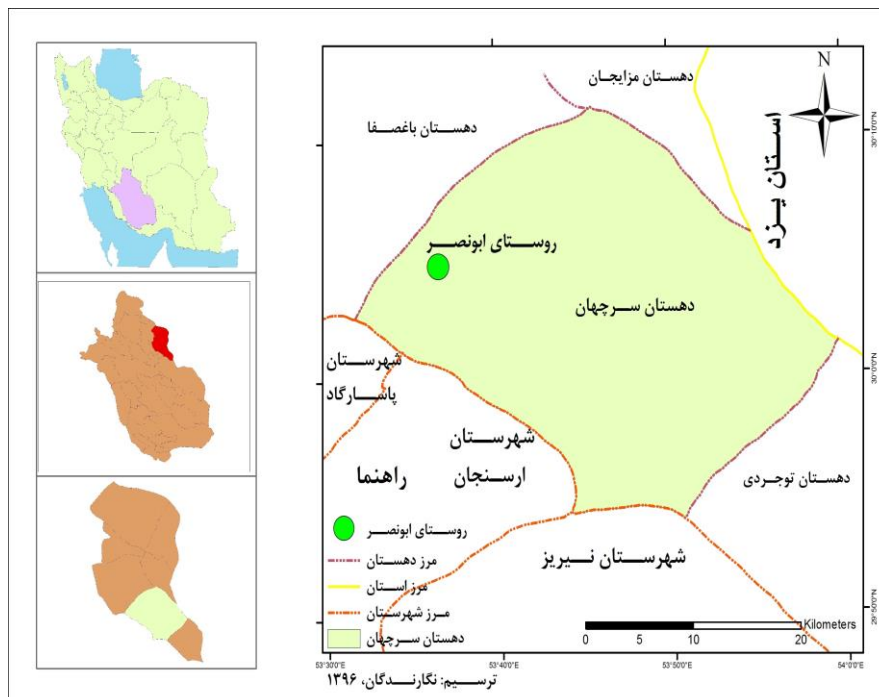 دهستان مزایجان
N
دهستان باغصفا
30°10'0"N
استان یزد
روستای ابونصر
دهستان سرچهان
30°0'0"N
شهرستان
پاسارگاد
شهرستان
ارسنجان
دهستان توجردی
شهرستان نیریز
راهنما
روستای ابونصر
مرز دهستان
مرز استان
مرز شهرستان
دهستان سرچهان
29°50'0"N
Kilometers
0 5 10 20
53°30'0"E 53°40'0"E 53°50'0"E 54°0'0"E
ترسیم: نگارندگان، ۱۳۹۶